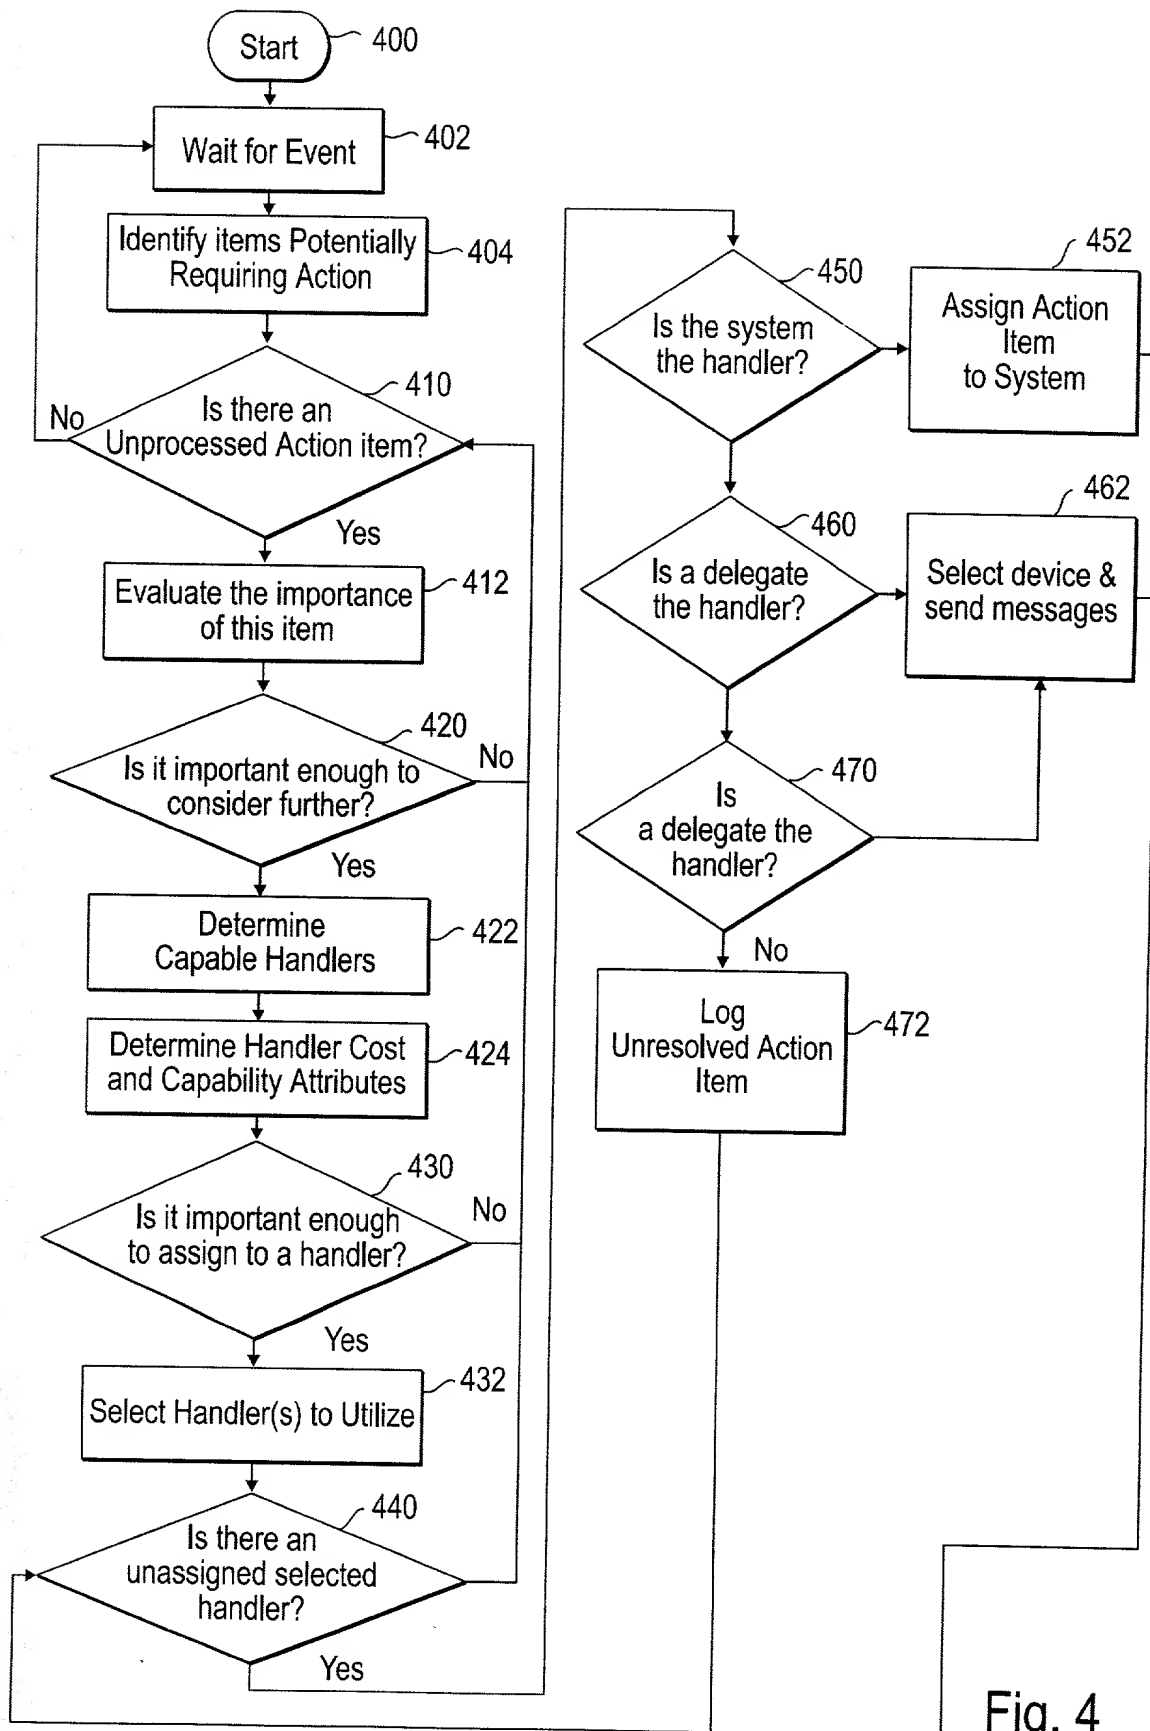 Start
400
Wait for Event
402
Identify items Potentially
Requiring Action
404
410
Is there an
Unprocessed Action item?
No
Yes
Evaluate the importance
of this item
412
420
Is it important enough to
consider further?
No
Yes
Determine
Capable Handlers
422
Determine Handler Cost
and Capability Attributes
424
430
Is it important enough
to assign to a handler?
No
Yes
Select Handler(s) to Utilize
432
440
Is there an
unassigned selected
handler?
Yes
450
Is the system
the handler?
452
Assign Action
Item
to System
460
Is a delegate
the handler?
462
Select device &
send messages
470
Is
a delegate the
handler?
No
Log
Unresolved Action
Item
472
Fig. 4